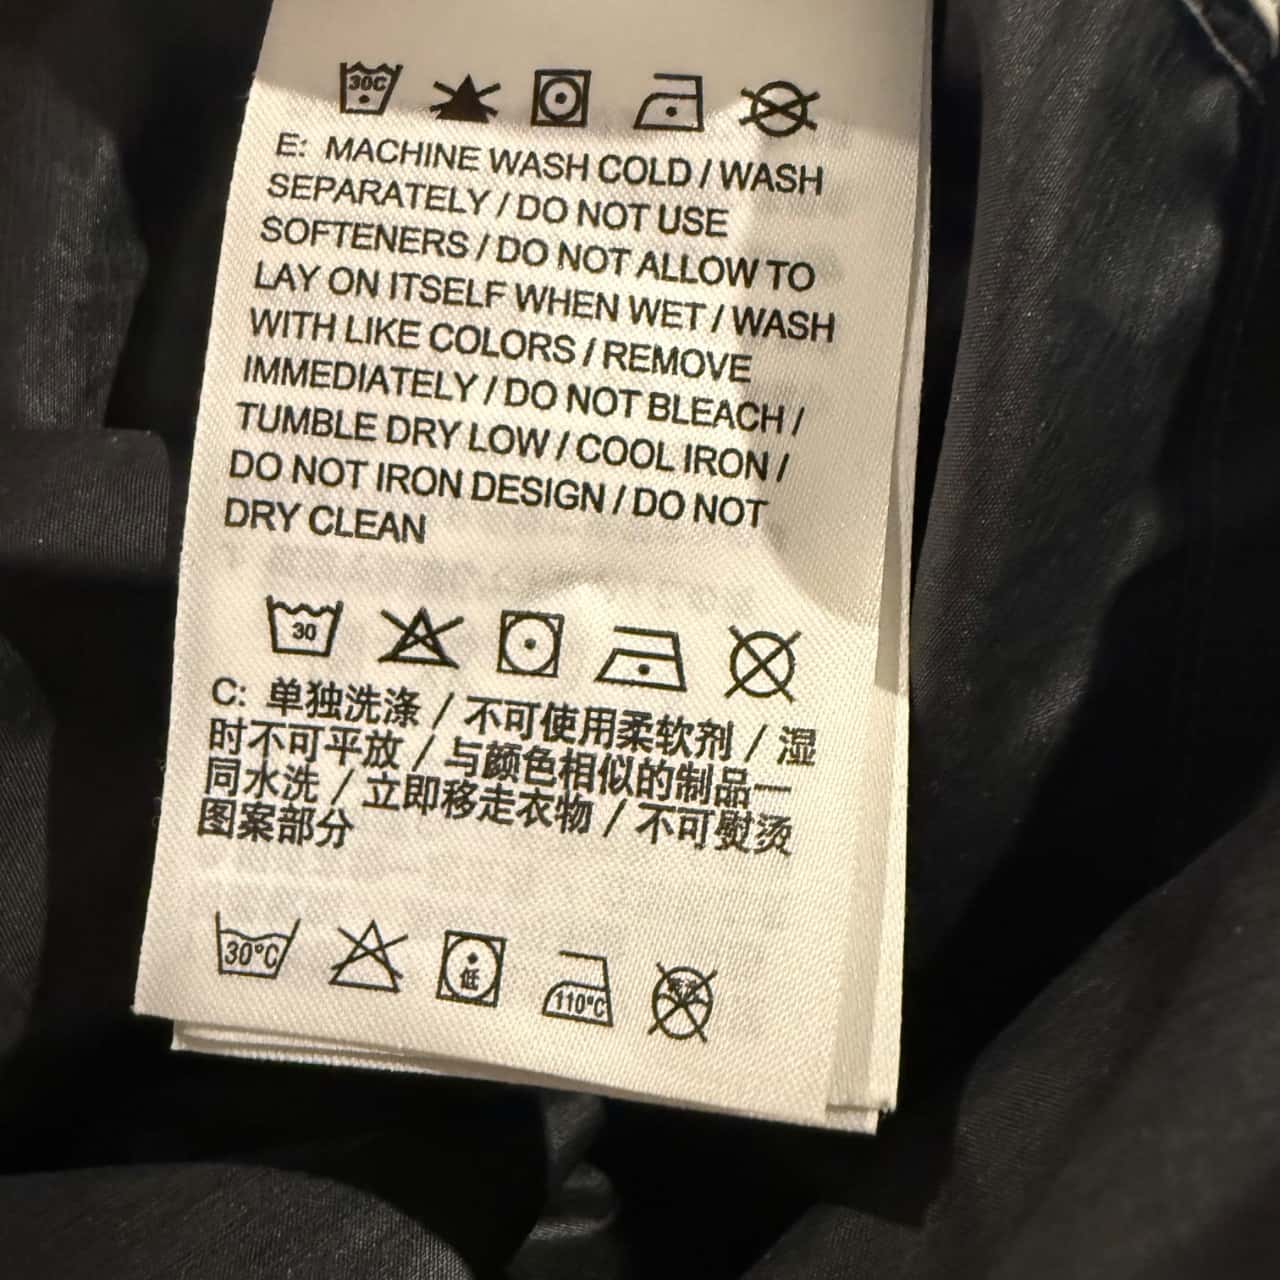 30C
E: MACHINE WASH COLD / WASH
SEPARATELY / DO NOT USE
SOFTENERS / DO NOT ALLOW TO
LAY ON ITSELF WHEN WET / WASH
WITH LIKE COLORS / REMOVE
IMMEDIATELY / DO NOT BLEACH /
TUMBLE DRY LOW / COOL IRON /
DO NOT IRON DESIGN / DO NOT
DRY CLEAN
30
C: 单独洗涤 / 不可使用柔软剂 / 湿
时不可平放 / 与颜色相似的制品一
同水洗 / 立即移走衣物 / 不可熨烫
图案部分
30°C 低 110°C 干洗